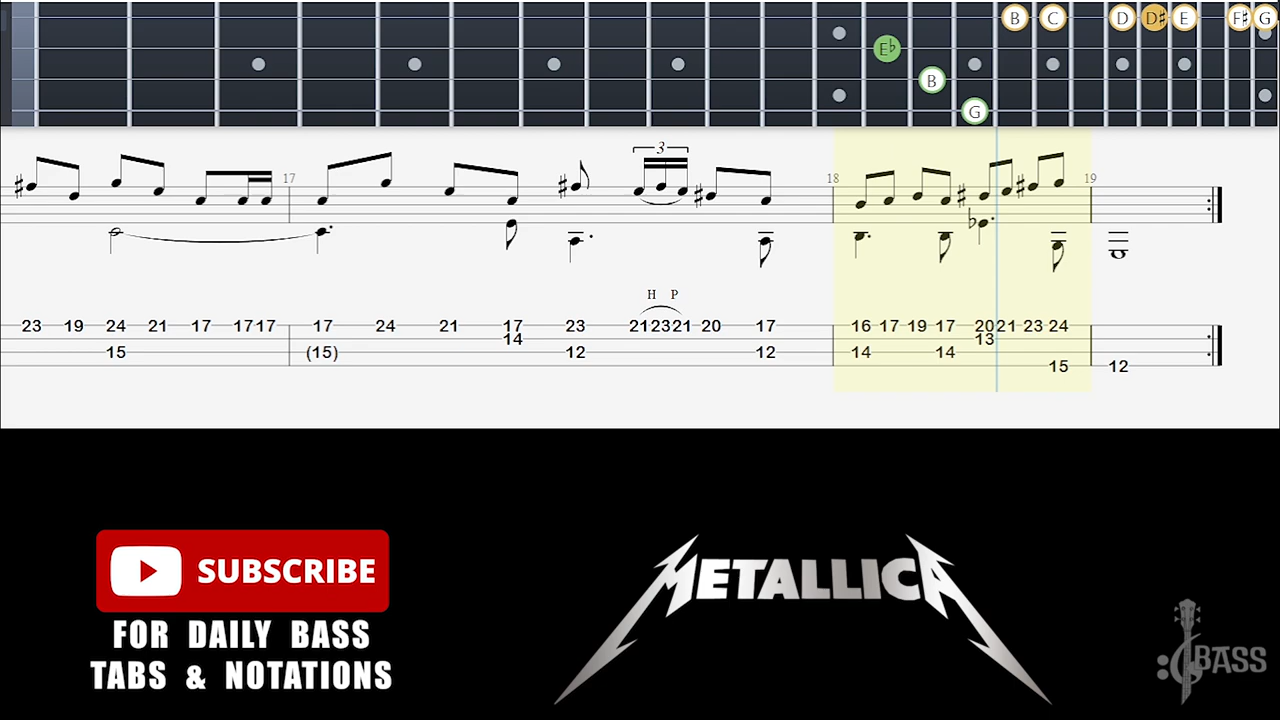 B C D D♯ E F♯ G
E♭
B
G
3
17 18 19
H P
23 19 24 21 17 17 17 17 24 21 17 23 21 23 21 20 17 16 17 19 17 20 21 23 24
14 13
15 (15) 12 12 14 14
15 12
SUBSCRIBE
FOR DAILY BASS
TABS & NOTATIONS
METALLICA
BASS